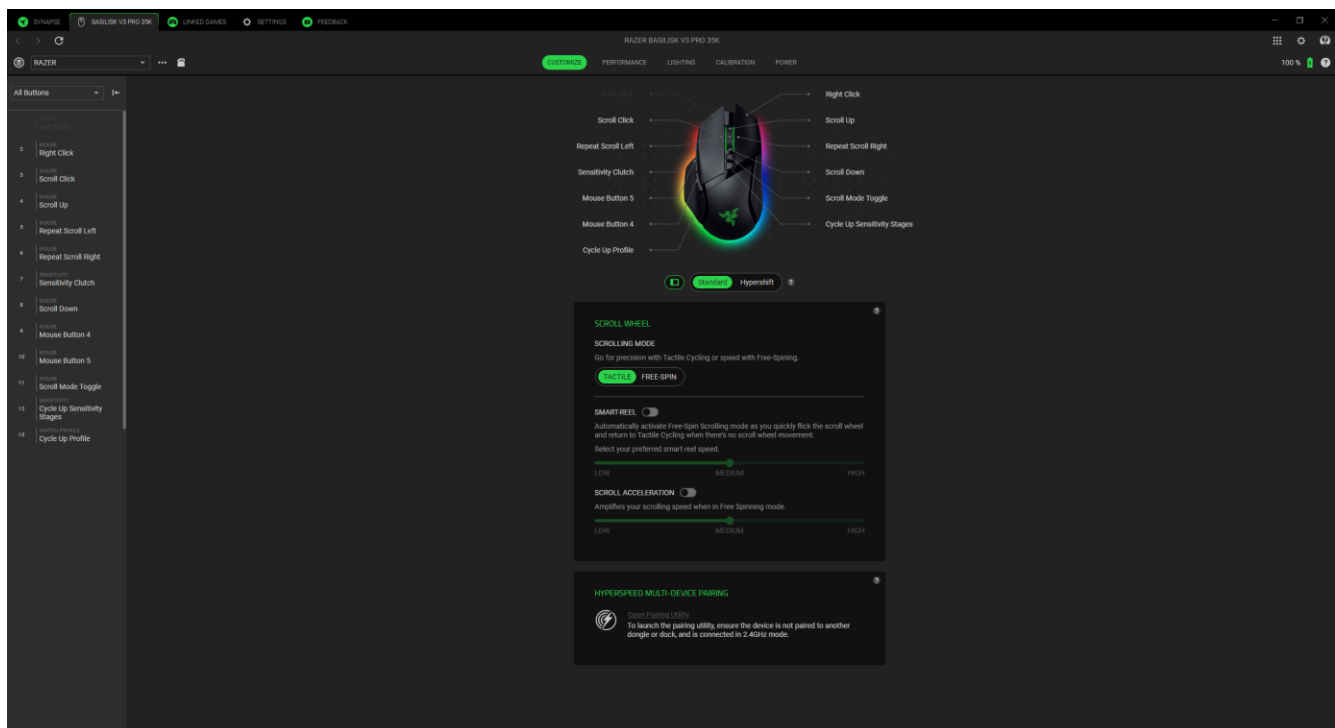 SYNAPSE
BASILISK V3 PRO 35K
LINKED GAMES
SETTINGS
FEEDBACK
RAZER BASILISK V3 PRO 35K
RAZER
CUSTOMIZE
PERFORMANCE
LIGHTING
CALIBRATION
POWER
100 %
All Buttons
MOUSE
Left Click
2
MOUSE
Right Click
3
MOUSE
Scroll Click
4
MOUSE
Scroll Up
5
MOUSE
Repeat Scroll Left
6
MOUSE
Repeat Scroll Right
7
SENSITIVITY
Sensitivity Clutch
8
MOUSE
Scroll Down
9
MOUSE
Mouse Button 4
10
MOUSE
Mouse Button 5
11
MOUSE
Scroll Mode Toggle
12
SENSITIVITY
Cycle Up Sensitivity
Stages
13
SWITCH PROFILE
Cycle Up Profile
Left Click
Scroll Click
Repeat Scroll Left
Sensitivity Clutch
Mouse Button 5
Mouse Button 4
Cycle Up Profile
Right Click
Scroll Up
Repeat Scroll Right
Scroll Down
Scroll Mode Toggle
Cycle Up Sensitivity Stages
Standard
Hypershift
SCROLL WHEEL
SCROLLING MODE
Go for precision with Tactile Cycling or speed with Free-Spining.
TACTILE
FREE-SPIN
SMART-REEL
Automatically activate Free-Spin Scrolling mode as you quickly flick the scroll wheel
and return to Tactile Cycling when there's no scroll wheel movement.
Select your preferred smart reel speed.
LOW
MEDIUM
HIGH
SCROLL ACCELERATION
Amplifies your scrolling speed when in Free Spinning mode.
LOW
MEDIUM
HIGH
HYPERSPEED MULTI-DEVICE PAIRING
Open Pairing Utility
To launch the pairing utility, ensure the device is not paired to another
dongle or dock, and is connected in 2.4GHz mode.